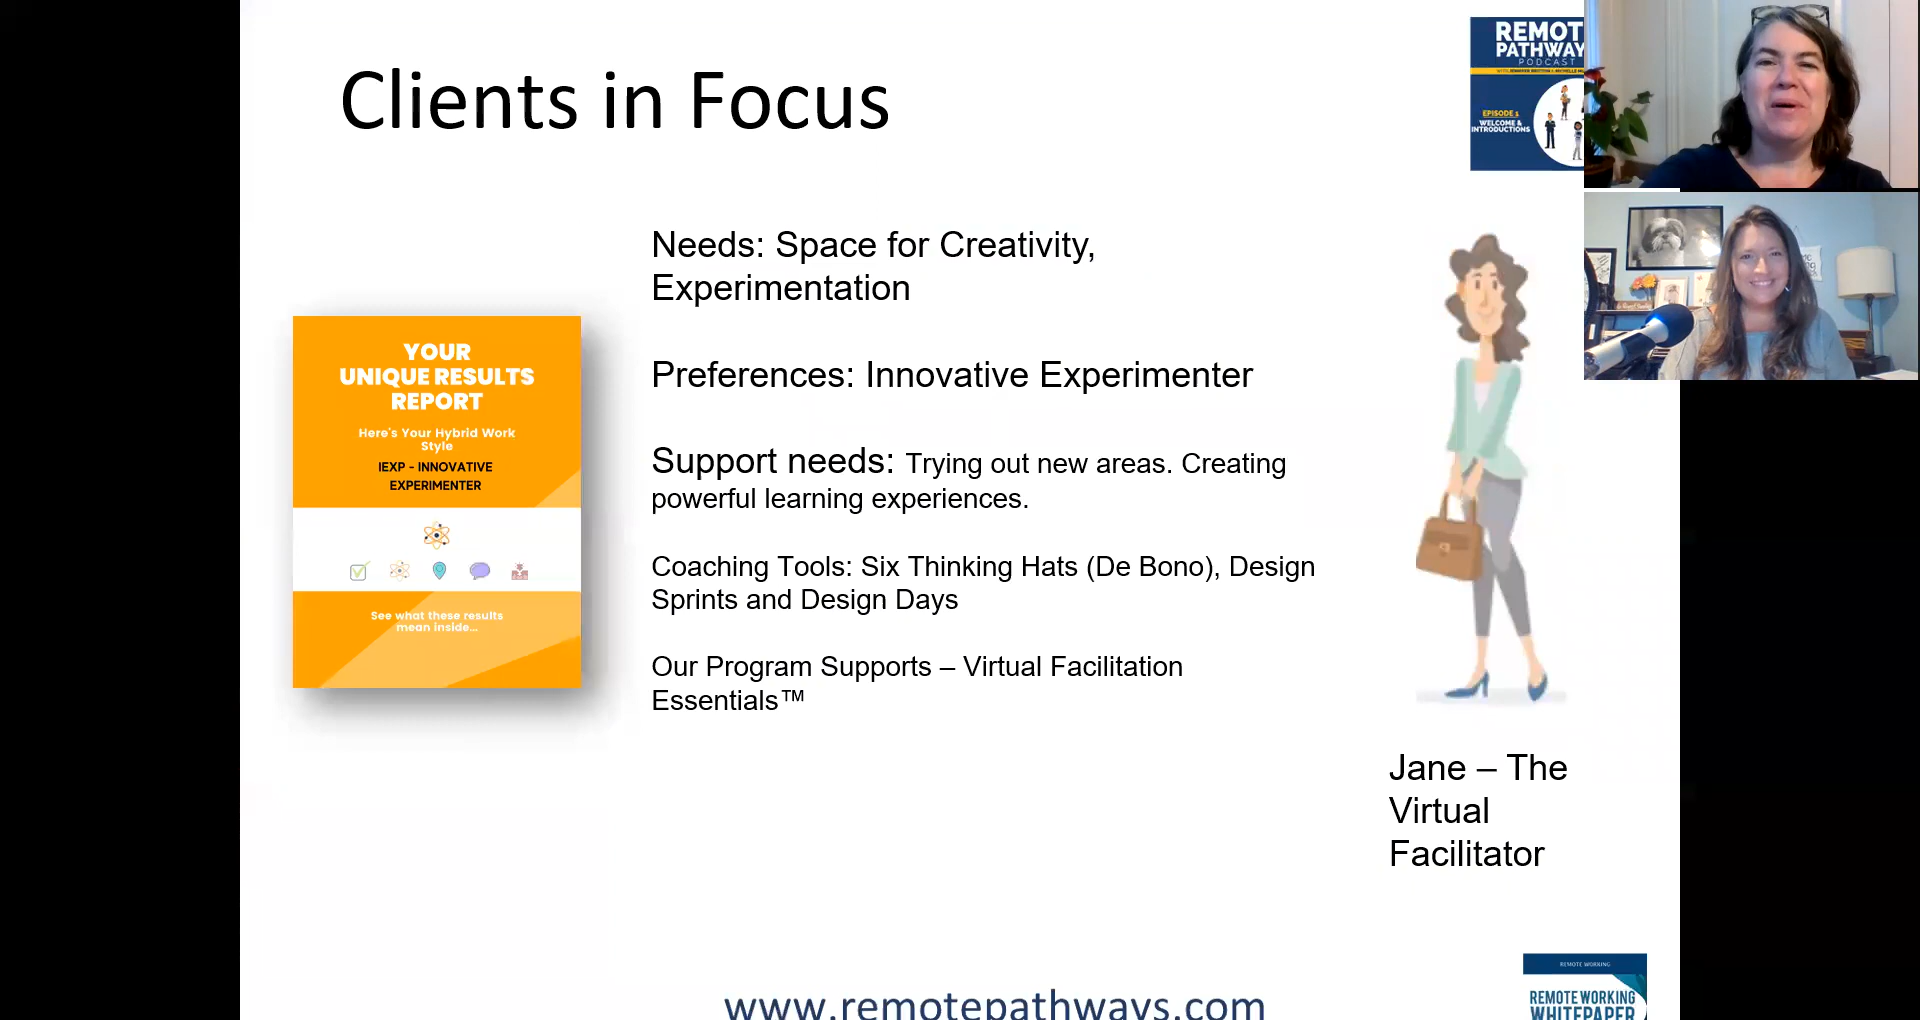 Clients in Focus
REMOT
PATHWAY
PODCAST
EPISODE 1
WELCOME &
INTRODUCTIONS
Needs: Space for Creativity,
Experimentation
Preferences: Innovative Experimenter
Support needs: Trying out new areas. Creating
powerful learning experiences.
Coaching Tools: Six Thinking Hats (De Bono), Design
Sprints and Design Days
Our Program Supports – Virtual Facilitation
Essentials™
YOUR
UNIQUE RESULTS
REPORT
Here's Your Hybrid Work
Style
IEXP - INNOVATIVE
EXPERIMENTER
See what these results
mean inside...
Jane – The
Virtual
Facilitator
www.remotepathways.com
REMOTE WORKING
REMOTE WORKING
WHITEPAPER